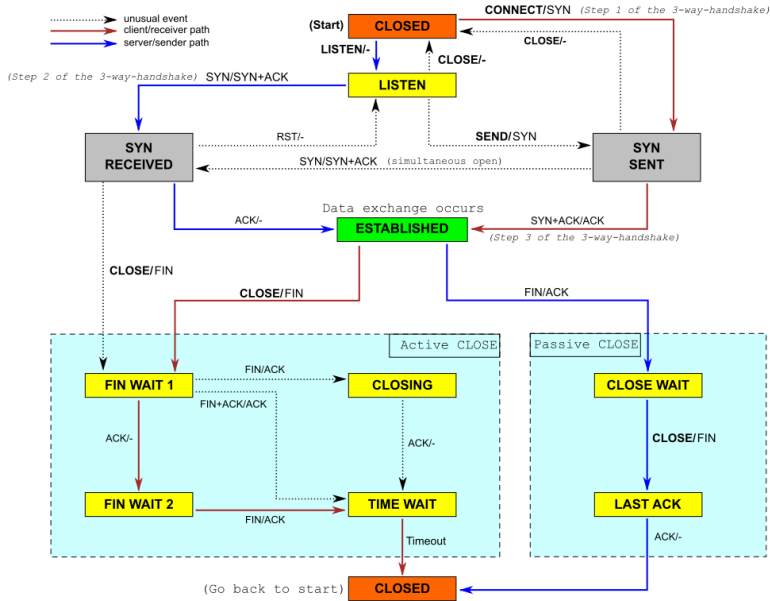 unusual event
client/receiver path
server/sender path
(Start)
CLOSED
CONNECT/SYN
(Step 1 of the 3-way-handshake)
LISTEN/-
CLOSE/-
CLOSE/-
(Step 2 of the 3-way-handshake)
SYN/SYN+ACK
LISTEN
RST/-
SEND/SYN
SYN
RECEIVED
SYN
SENT
SYN/SYN+ACK (simultaneous open)
Data exchange occurs
ACK/-
ESTABLISHED
SYN+ACK/ACK
(Step 3 of the 3-way-handshake)
CLOSE/FIN
CLOSE/FIN
FIN/ACK
Active CLOSE
Passive CLOSE
FIN WAIT 1
FIN/ACK
CLOSING
CLOSE WAIT
FIN+ACK/ACK
ACK/-
ACK/-
CLOSE/FIN
FIN WAIT 2
FIN/ACK
TIME WAIT
LAST ACK
Timeout
ACK/-
(Go back to start)
CLOSED